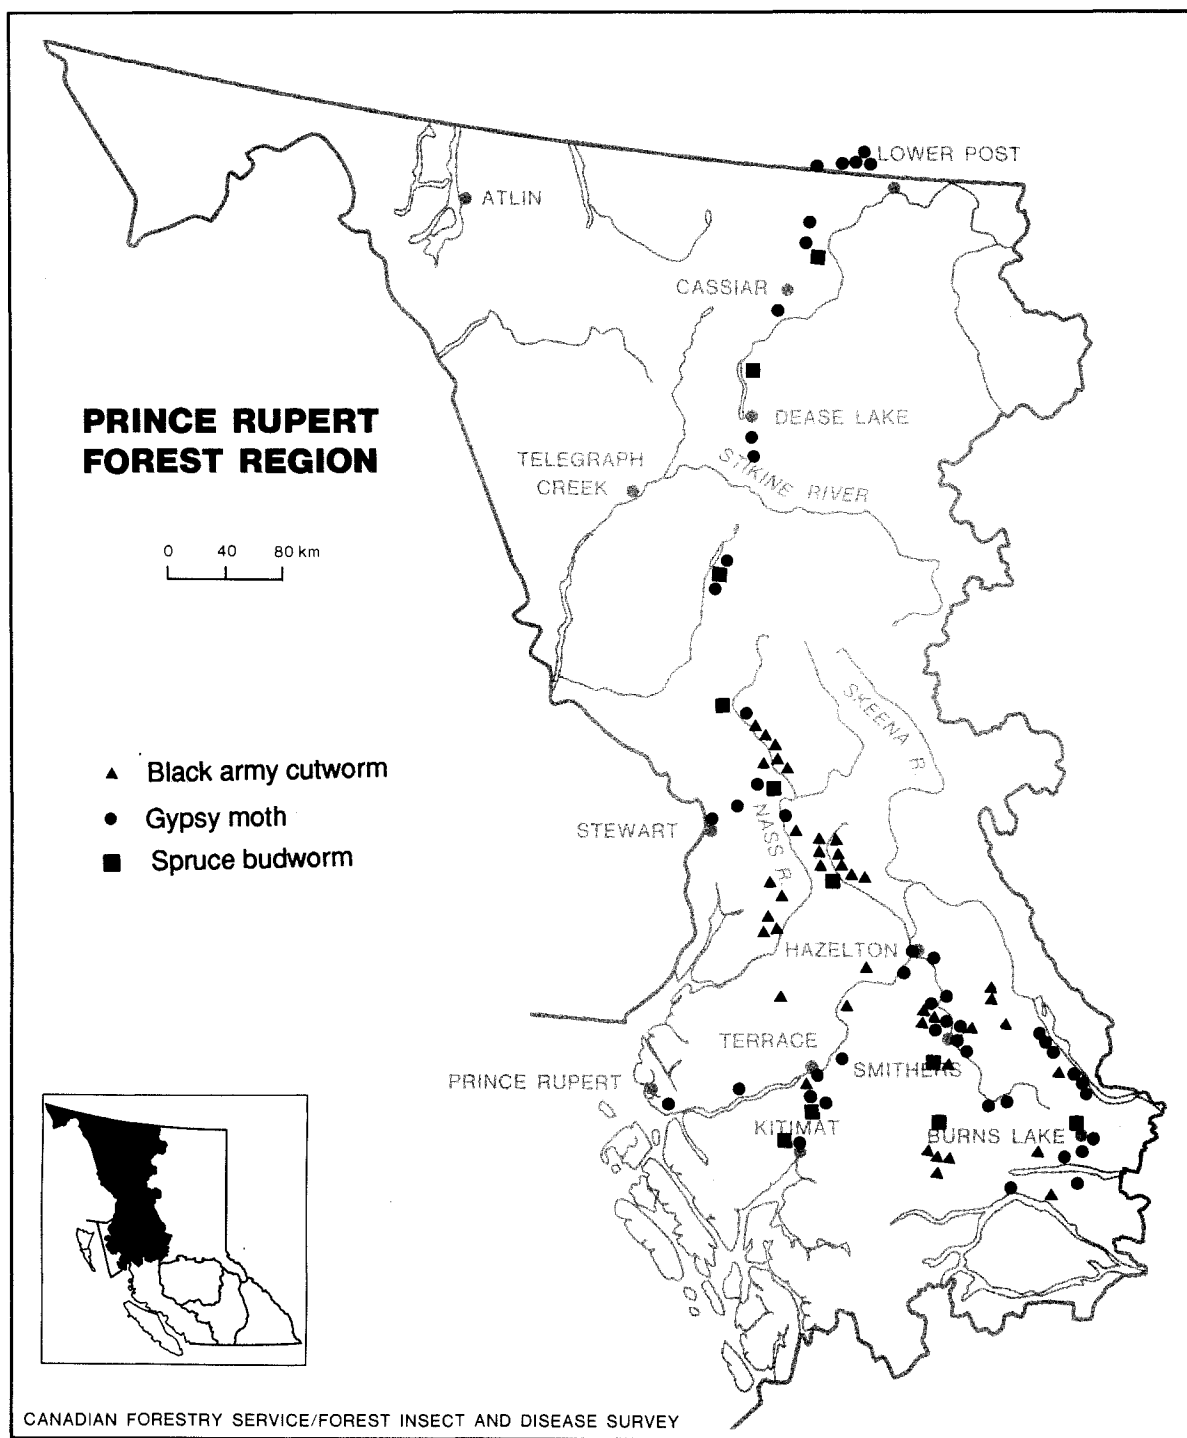 LOWER POST
ATLIN
CASSIAR
PRINCE RUPERT
FOREST REGION
DEASE LAKE
TELEGRAPH
CREEK
STIKINE RIVER
0 40 80 km
SKEENA R.
Black army cutworm
Gypsy moth
Spruce budworm
STEWART
NASS R.
HAZELTON
TERRACE
SMITHERS
PRINCE RUPERT
KITIMAT
BURNS LAKE
CANADIAN FORESTRY SERVICE/FOREST INSECT AND DISEASE SURVEY